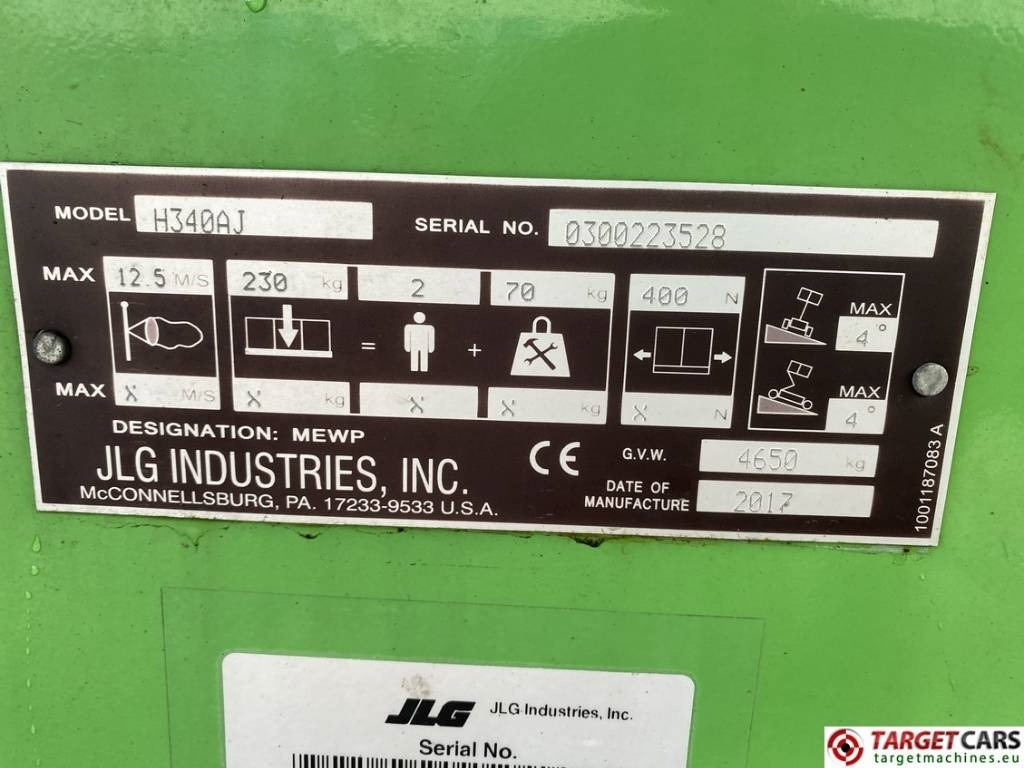 MODEL H340AJ SERIAL NO. 0300223528
MAX 12.5 M/S 230 kg 2 70 kg 400 N
MAX 4°
= +
MAX X M/S X kg X X kg X N
MAX 4°
DESIGNATION: MEWP
CE G.V.W. 4650 kg
JLG INDUSTRIES, INC.
McCONNELLSBURG, PA. 17233-9533 U.S.A.
DATE OF
MANUFACTURE 2017
1001187083 A
JLG JLG Industries, Inc.
Serial No.
TARGETCARS
targetmachines.eu